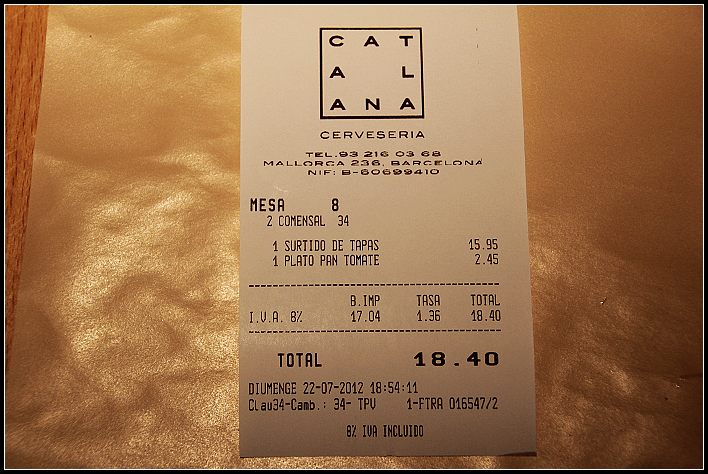 CAT
A L
ANA
CERVESERIA
TEL.93 216 03 68
MALLORCA 236, BARCELONA
NIF: B-60699410
MESA 8
2 COMENSAL 34
1 SURTIDO DE TAPAS 15.95
1 PLATO PAN TOMATE 2.45
B.IMP TASA TOTAL
I.V.A. 8% 17.04 1.36 18.40
TOTAL 18.40
DIUMENGE 22-07-2012 18:54:11
Clau34-Camb.: 34- TPV 1-FTRA 016547/2
8% IVA INCLUIDO